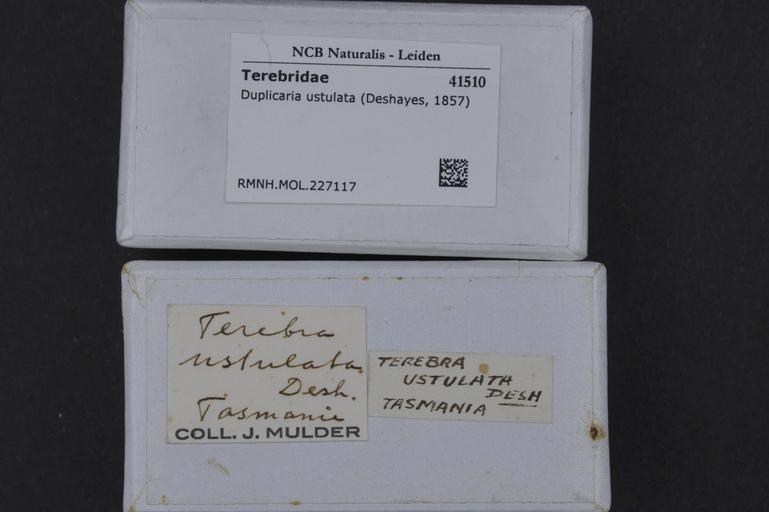 NCB Naturalis - Leiden
Terebridae 41510
Duplicaria ustulata (Deshayes, 1857)
RMNH.MOL.227117
Terebra
ustulata
Desh.
Tasmanie
COLL. J. MULDER
TEREBRA
USTULATA
DESH
TASMANIA